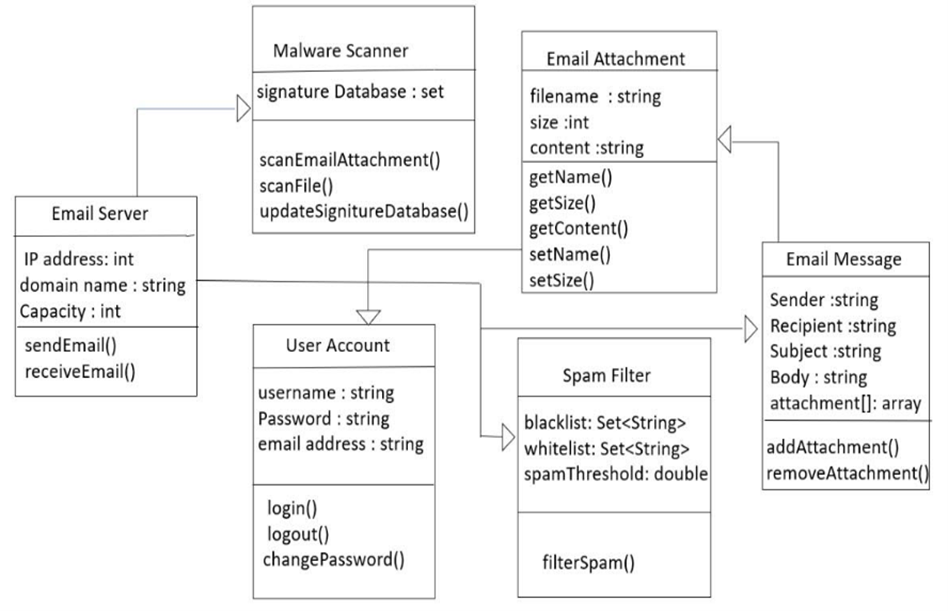 Malware Scanner
signature Database : set
scanEmailAttachment()
scanFile()
updateSignitureDatabase()
Email Attachment
filename : string
size :int
content :string
getName()
getSize()
getContent()
setName()
setSize()
Email Server
IP address: int
domain name : string
Capacity : int
sendEmail()
receiveEmail()
Email Message
Sender :string
Recipient :string
Subject :string
Body : string
attachment[]: array
addAttachment()
removeAttachment()
User Account
username : string
Password : string
email address : string
login()
logout()
changePassword()
Spam Filter
blacklist: Set<String>
whitelist: Set<String>
spamThreshold: double
filterSpam()